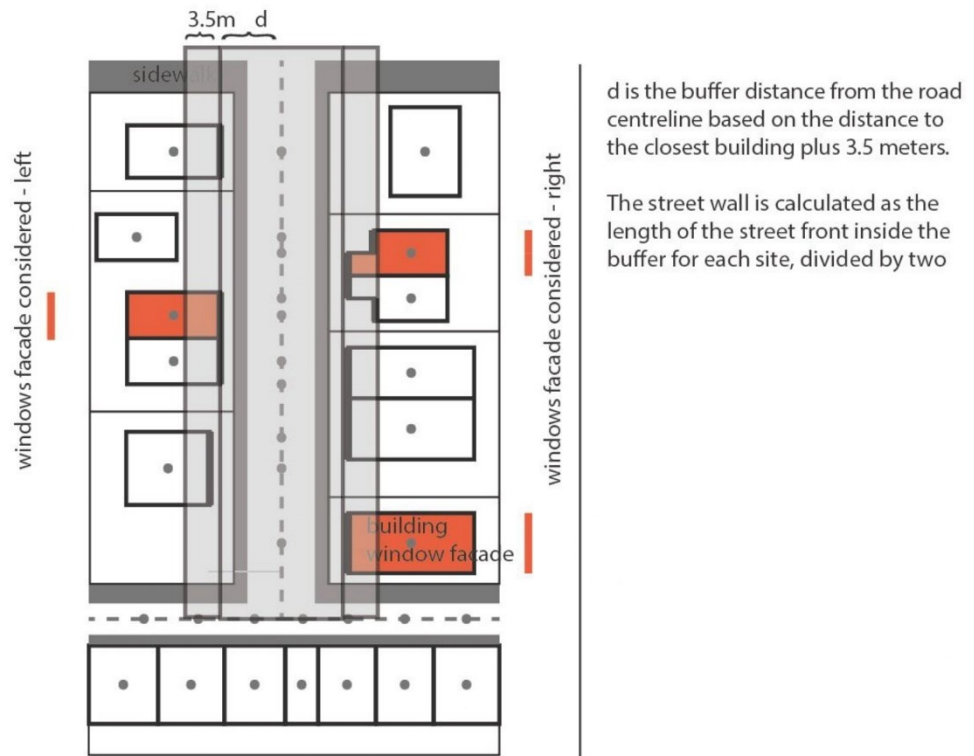 3.5m d
sidewalk
windows facade considered - left
windows facade considered - right
building
window facade
d is the buffer distance from the road
centreline based on the distance to
the closest building plus 3.5 meters.
The street wall is calculated as the
length of the street front inside the
buffer for each site, divided by two